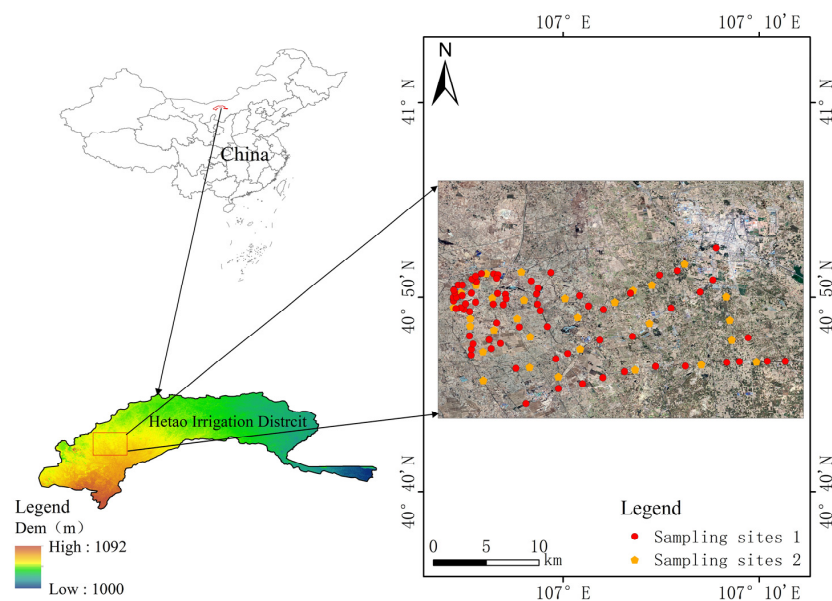 China
Hetao Irrigation Distrcit
Legend
Dem（m）
High : 1092
Low : 1000
107° E
107° 10' E
N
41° N
41° N
40° 50' N
40° 50' N
40° 40' N
40° 40' N
Legend
Sampling sites 1
Sampling sites 2
0 5 10
km
107° E
107° 10' E